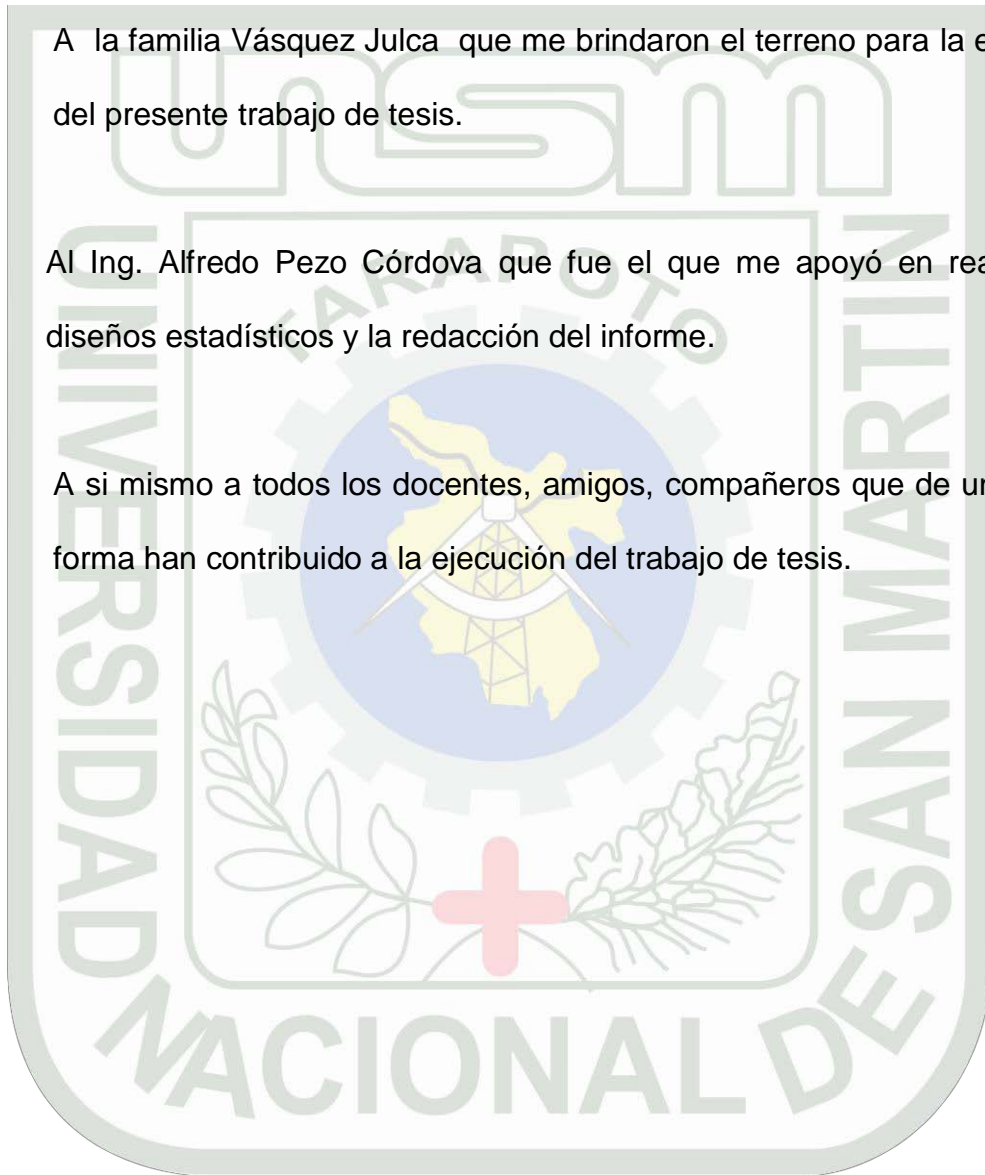 A la familia Vásquez Julca que me brindaron el terreno para la
del presente trabajo de tesis.
Al Ing. Alfredo Pezo Córdova que fue el que me apoyó en
diseños estadísticos y la redacción del informe.
A si mismo a todos los docentes, amigos, compañeros que de
forma han contribuido a la ejecución del trabajo de tesis.
unsm
TARAPOTO
UNIVERSIDAD NACIONAL DE SAN MARTIN